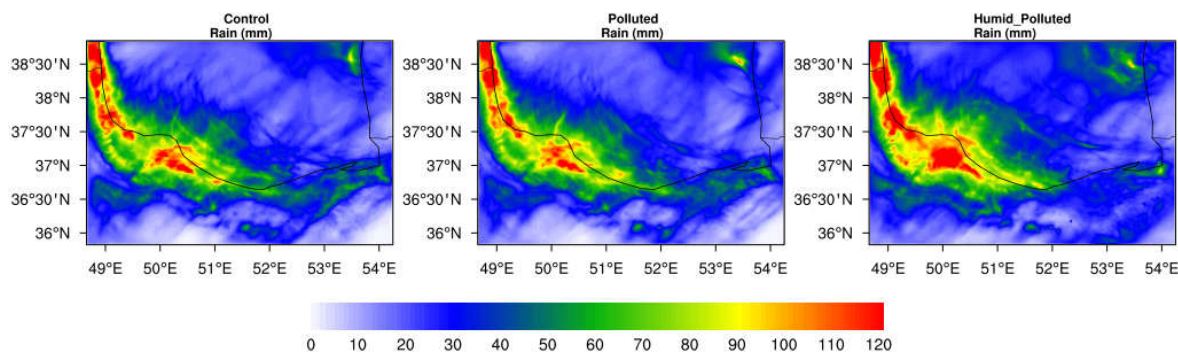 Control
Rain (mm)
38°30'N
38°N
37°30'N
37°N
36°30'N
36°N
49°E 50°E 51°E 52°E 53°E 54°E
Polluted
Rain (mm)
38°30'N
38°N
37°30'N
37°N
36°30'N
36°N
49°E 50°E 51°E 52°E 53°E 54°E
Humid_Polluted
Rain (mm)
38°30'N
38°N
37°30'N
37°N
36°30'N
36°N
49°E 50°E 51°E 52°E 53°E 54°E
0 10 20 30 40 50 60 70 80 90 100 110 120